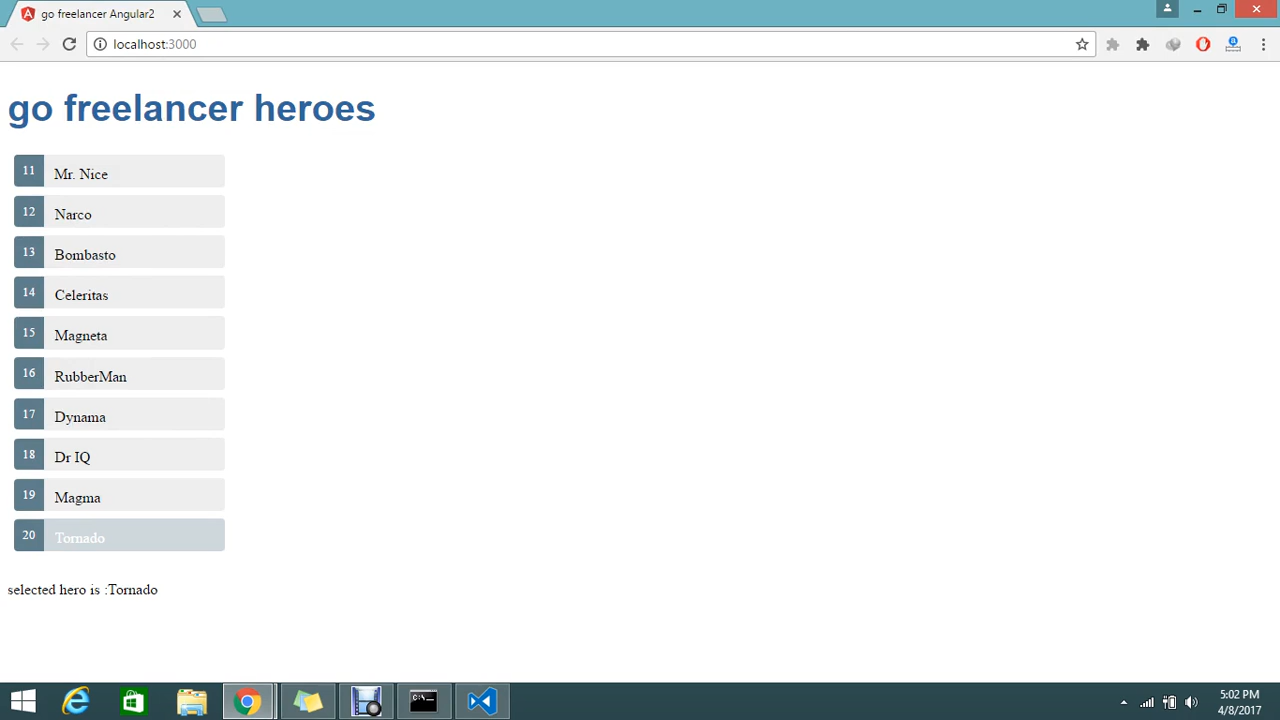 go freelancer Angular2
localhost:3000
go freelancer heroes
11 Mr. Nice
12 Narco
13 Bombasto
14 Celeritas
15 Magneta
16 RubberMan
17 Dynama
18 Dr IQ
19 Magma
20 Tornado
selected hero is :Tornado
5:02 PM
4/8/2017